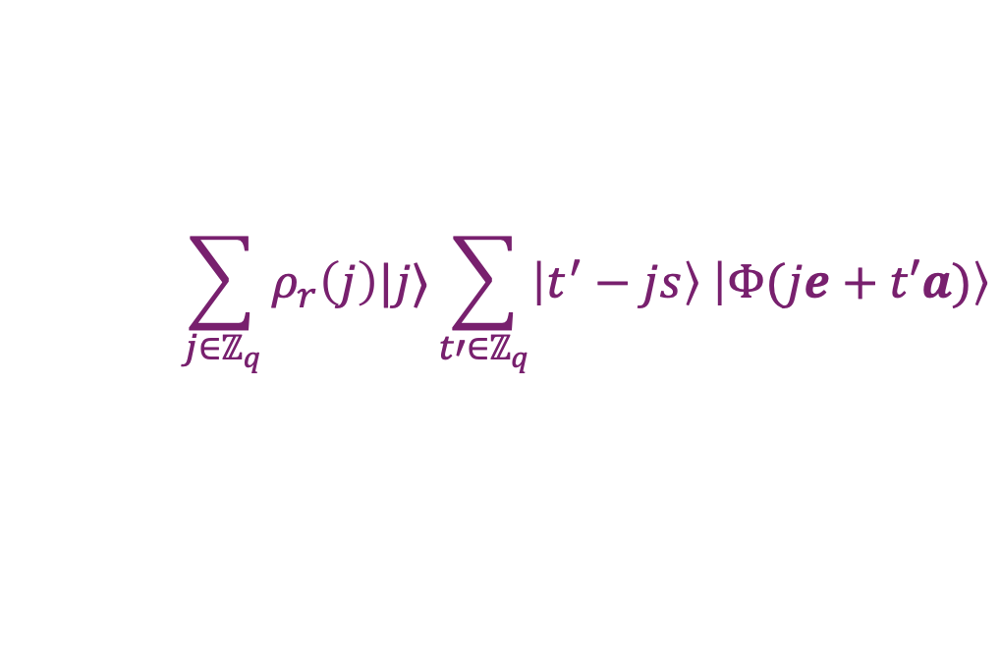 ∑_{j∈ℤ_q} ρ_r(j)|j⟩ ∑_{t′∈ℤ_q} |t′ − js⟩ |Φ(j𝒆 + t′𝒂)⟩